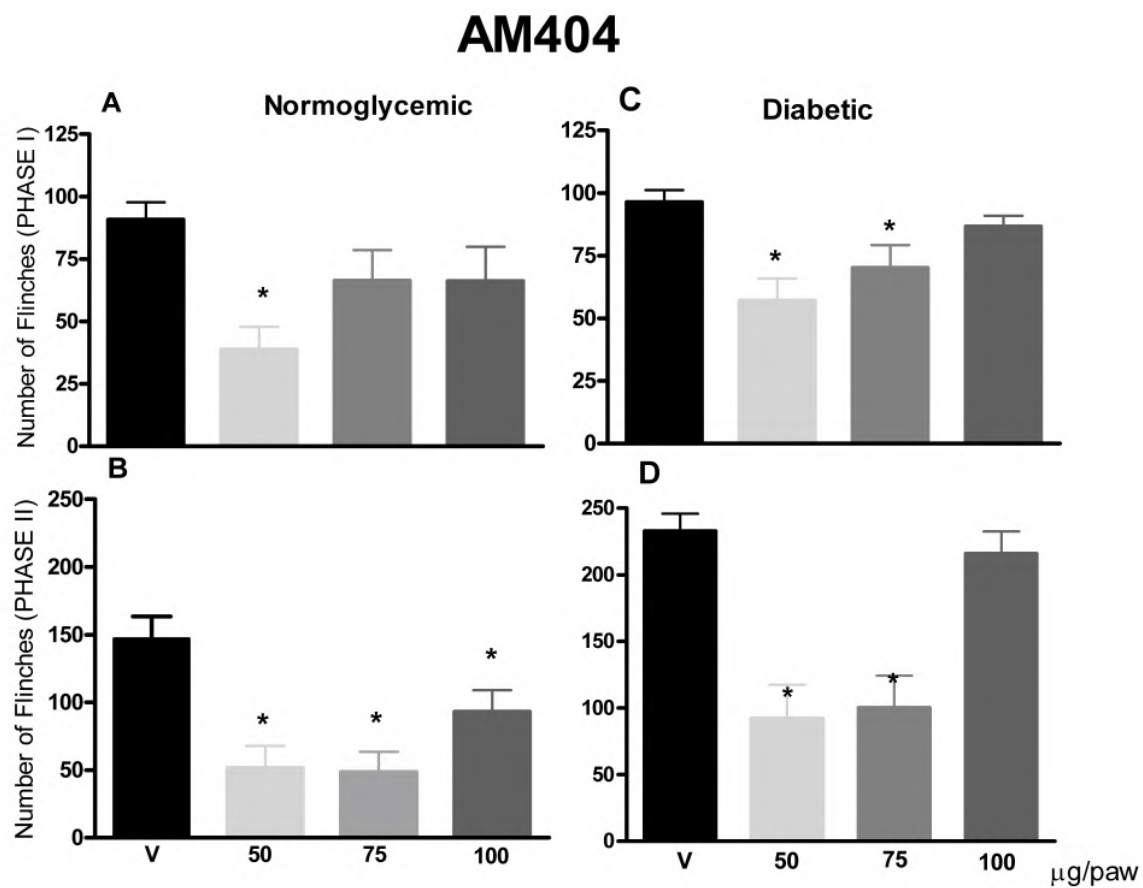 AM404
A Normoglycemic
Number of Flinches (PHASE I)
125
100
75
50
25
0
*
C Diabetic
125
100
75
50
25
0
* *
B
Number of Flinches (PHASE II)
250
200
150
100
50
0
* * *
V 50 75 100
D
250
200
150
100
50
0
* *
V 50 75 100
μg/paw